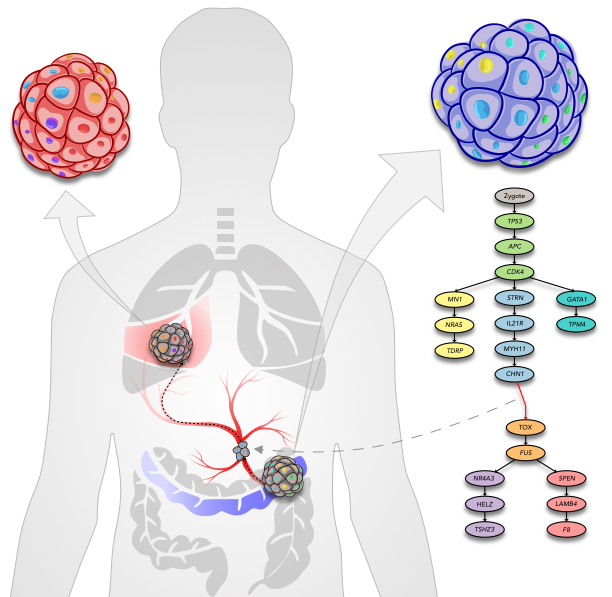 Zygote
TP53
APC
CDK4
MN1 STRN GATA1
NRAS IL21R TPM4
TDRP MYH11
CHN1
TOX
FUS
NR4A3 SPEN
HELZ LAMB4
TSHZ3 F8